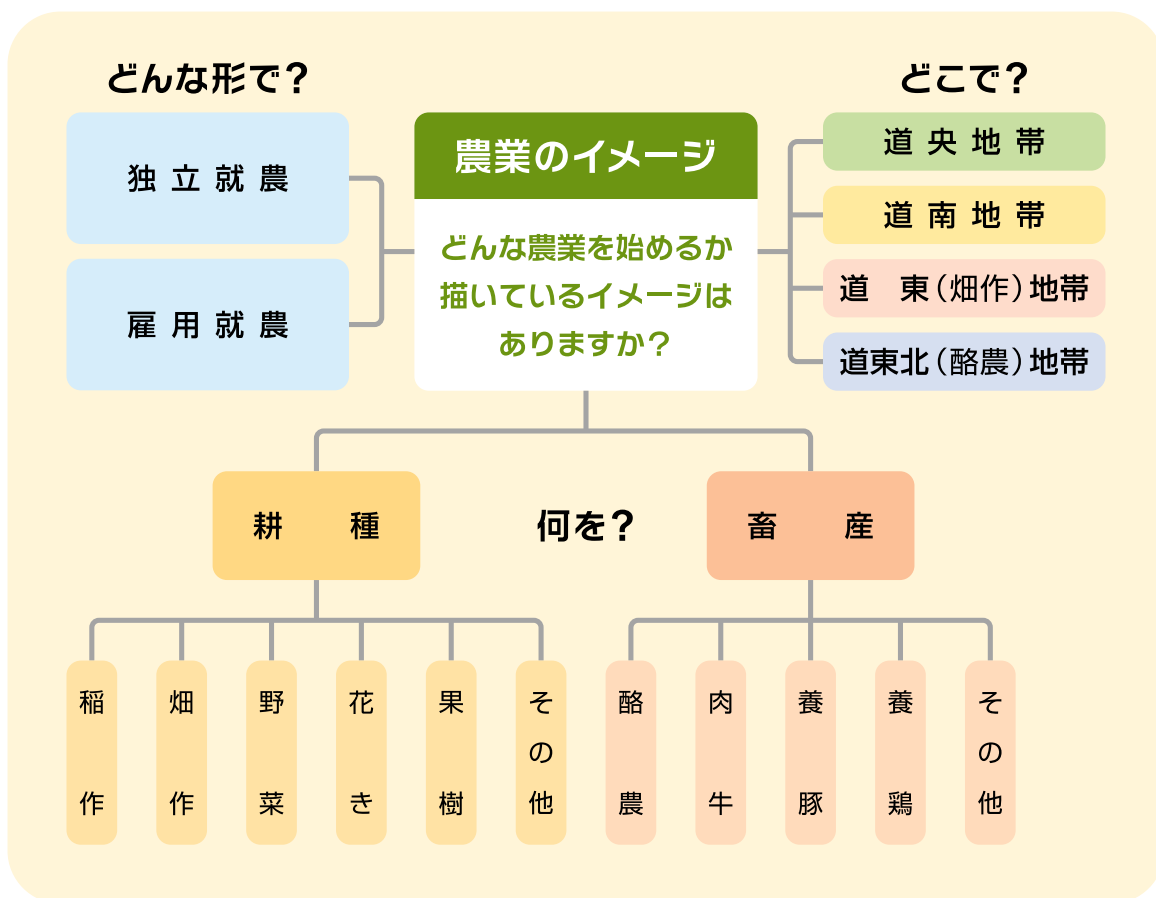 どんな形で？
独立就農
雇用就農
農業のイメージ
どんな農業を始めるか
描いているイメージは
ありますか？
どこで？
道央地帯
道南地帯
道　東（畑作）地帯
道東北（酪農）地帯
何を？
耕　種
畜　産
稲作
畑作
野菜
花き
果樹
その他
酪農
肉牛
養豚
養鶏
その他